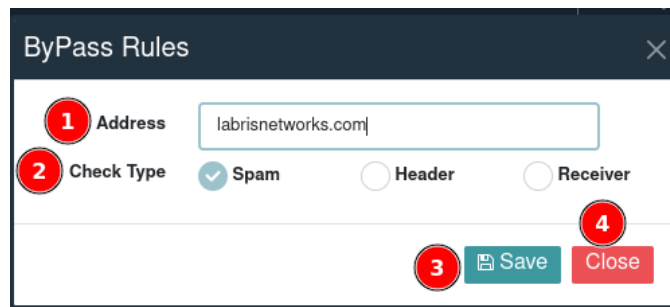 ByPass Rules
1 Address labrisnetworks.com
2 Check Type Spam Header Receiver
4
3 Save Close